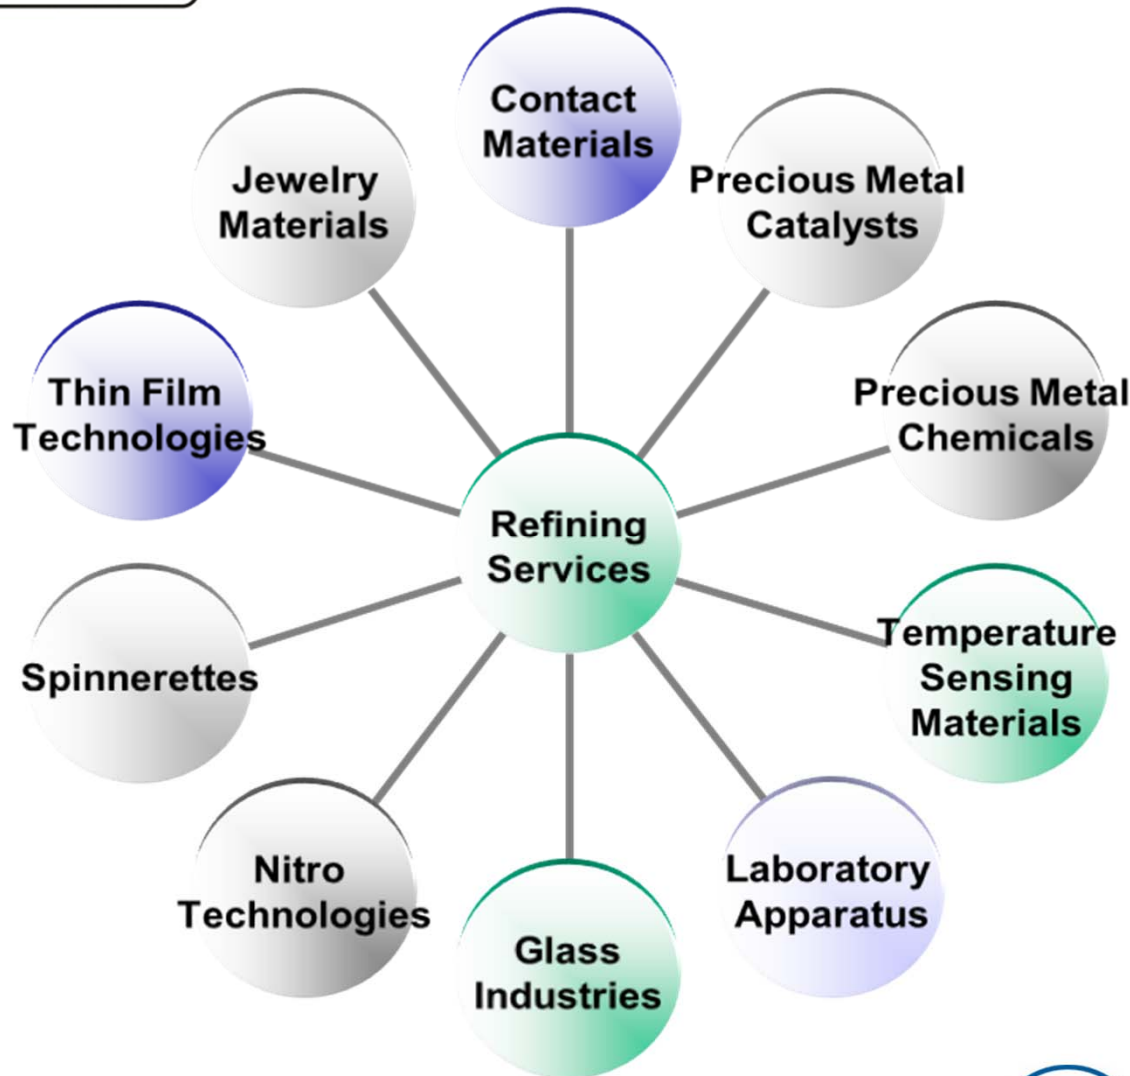 Contact
Materials
Jewelry
Materials
Precious Metal
Catalysts
Thin Film
Technologies
Precious Metal
Chemicals
Refining
Services
Spinnerettes
Temperature
Sensing
Materials
Nitro
Technologies
Laboratory
Apparatus
Glass
Industries